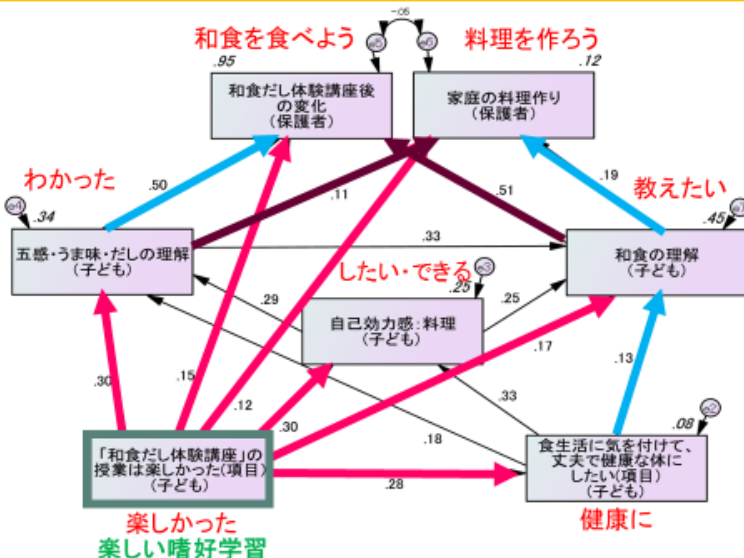 -.05
e5
e6
和食を食べよう
料理を作ろう
.95
.12
和食だし体験講座後
の変化
(保護者)
家庭の料理作り
(保護者)
わかった
.50
.11
.51
.19
教えたい
e4
.34
.45
五感・うま味・だしの理解
(子ども)
.33
和食の理解
(子ども)
したい・できる
e3
.25
.29
.25
自己効力感:料理
(子ども)
.17
.30
.15
.12
.30
.13
.33
.18
e2
.08
「和食だし体験講座」の
授業は楽しかった(項目)
(子ども)
食生活に気を付けて、
丈夫で健康な体に
したい(項目)
(子ども)
.28
楽しかった
楽しい嗜好学習
健康に